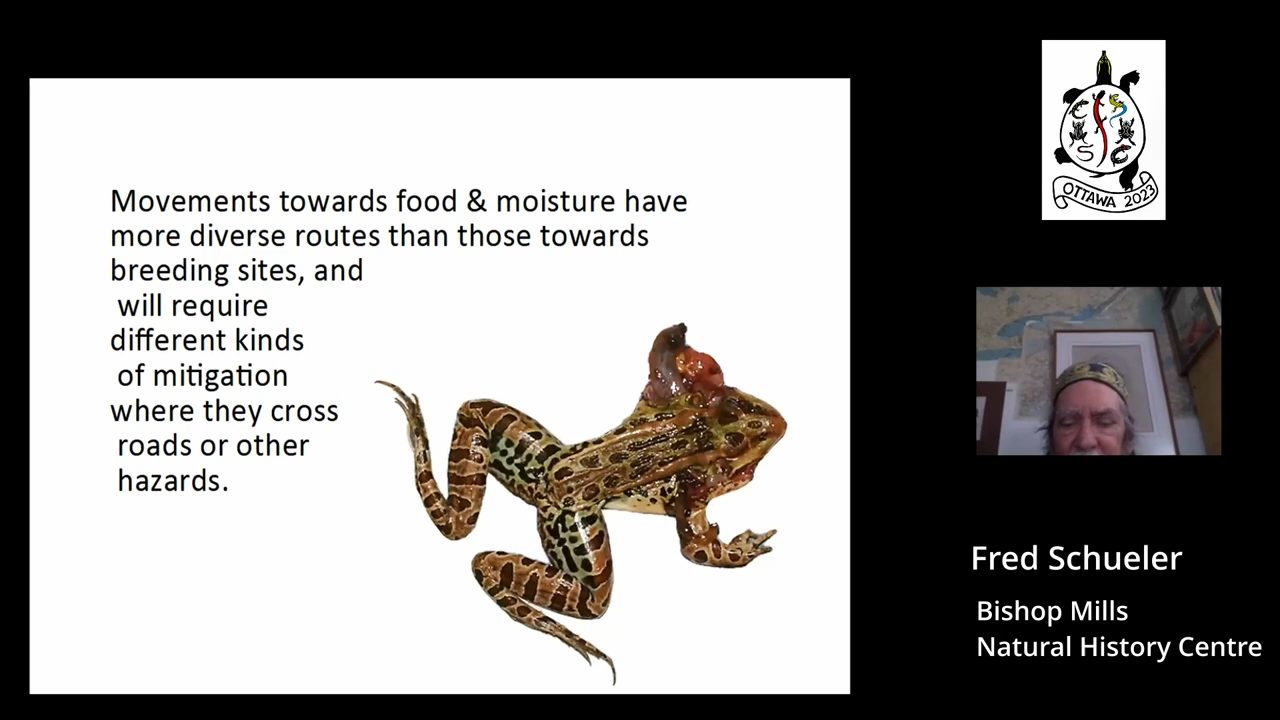 Movements towards food & moisture have
more diverse routes than those towards
breeding sites, and
will require
different kinds
of mitigation
where they cross
roads or other
hazards.
OTTAWA 2023
Fred Schueler
Bishop Mills
Natural History Centre